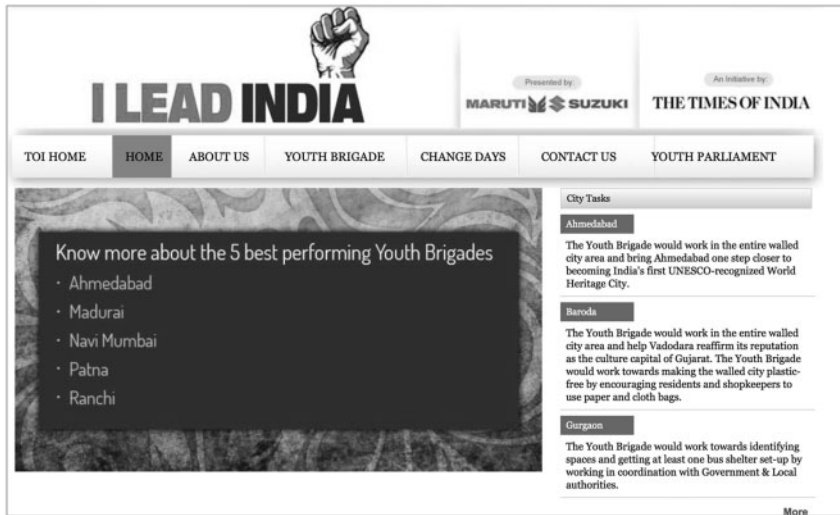 I LEAD INDIA
Presented by:
MARUTI SUZUKI
An Initiative by:
THE TIMES OF INDIA
TOI HOME HOME ABOUT US YOUTH BRIGADE CHANGE DAYS CONTACT US YOUTH PARLIAMENT
Know more about the 5 best performing Youth Brigades
· Ahmedabad
· Madurai
· Navi Mumbai
· Patna
· Ranchi
City Tasks
Ahmedabad
The Youth Brigade would work in the entire walled
city area and bring Ahmedabad one step closer to
becoming India's first UNESCO-recognized World
Heritage City.
Baroda
The Youth Brigade would work in the entire walled
city area and help Vadodara reaffirm its reputation
as the culture capital of Gujarat. The Youth Brigade
would work towards making the walled city plastic-
free by encouraging residents and shopkeepers to
use paper and cloth bags.
Gurgaon
The Youth Brigade would work towards identifying
spaces and getting at least one bus shelter set-up by
working in coordination with Government & Local
authorities.
More